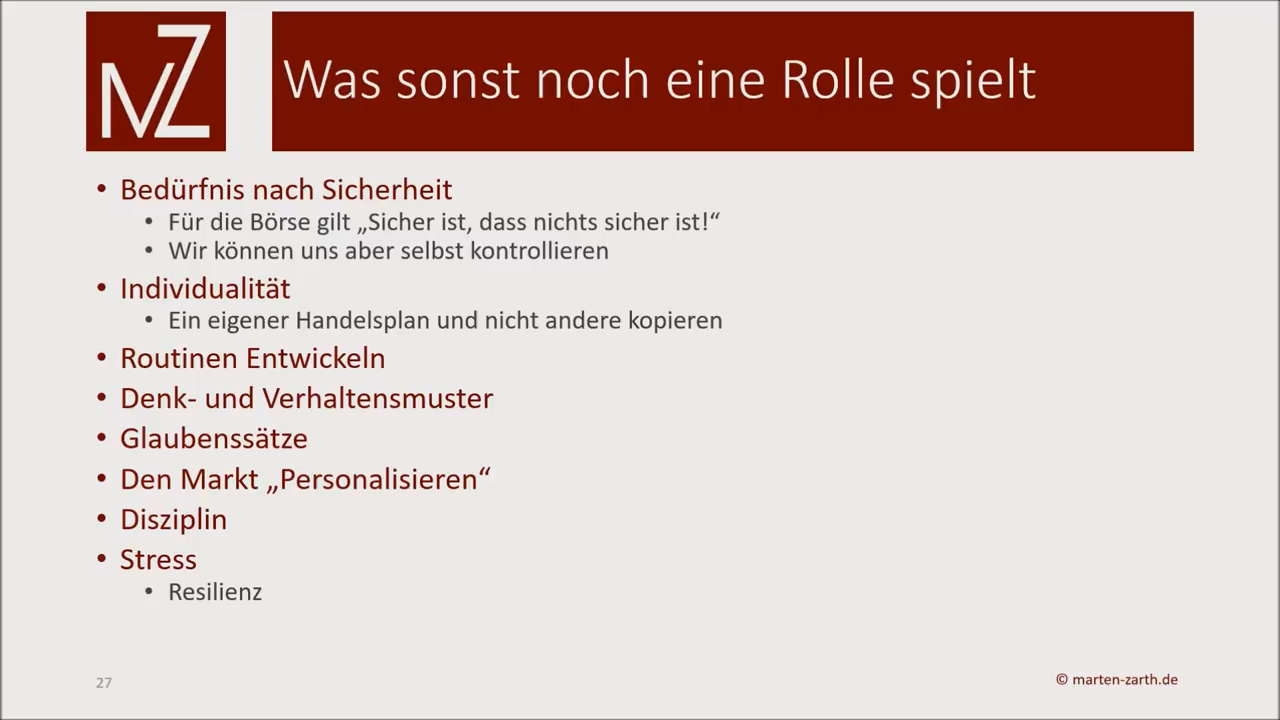 MZ
Was sonst noch eine Rolle spielt
• Bedürfnis nach Sicherheit
• Für die Börse gilt „Sicher ist, dass nichts sicher ist!“
• Wir können uns aber selbst kontrollieren
• Individualität
• Ein eigener Handelsplan und nicht andere kopieren
• Routinen Entwickeln
• Denk- und Verhaltensmuster
• Glaubenssätze
• Den Markt „Personalisieren“
• Disziplin
• Stress
• Resilienz
27
© marten-zarth.de